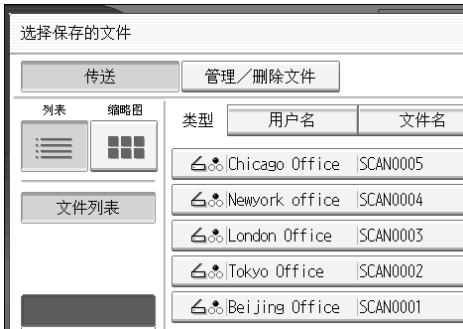 选择保存的文件
传送 管理／删除文件
列表 缩略图
类型 用户名 文件名
Chicago Office SCAN0005
Newyork office SCAN0004
文件列表
London Office SCAN0003
Tokyo Office SCAN0002
Beijing Office SCAN0001